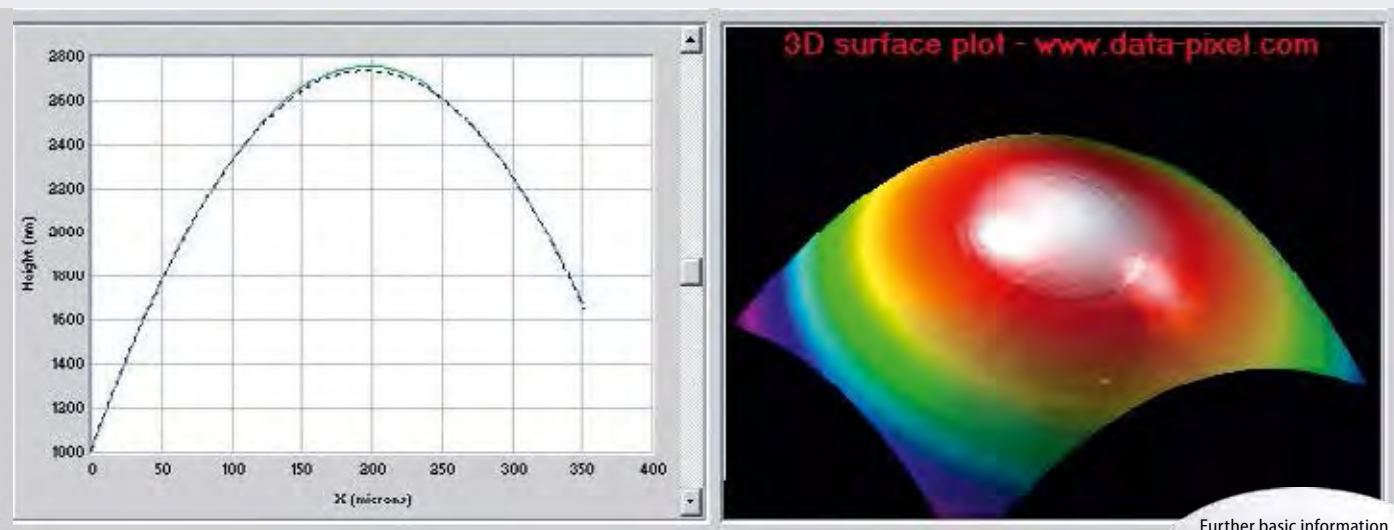 2800
2600
2400
2200
2000
1800
1600
1400
1200
1000
Height (nm)
0 50 100 150 200 250 300 350 400
X (microns)
3D surface plot - www.data-pixel.com
Further basic information